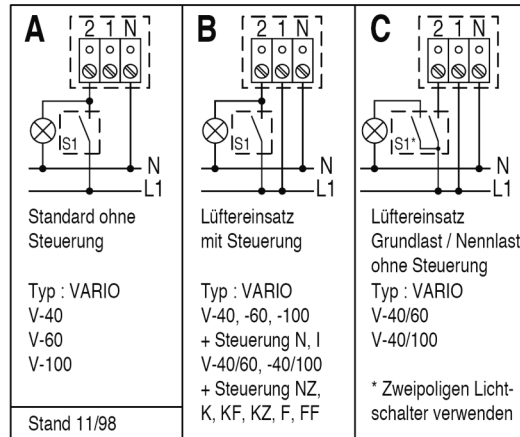 A
2 1 N
S1
N
L1
Standard ohne
Steuerung
Typ : VARIO
V-40
V-60
V-100
Stand 11/98
B
2 1 N
S1
N
L1
Lüftereinsatz
mit Steuerung
Typ : VARIO
V-40, -60, -100
+ Steuerung N, I
V-40/60, -40/100
+ Steuerung NZ,
K, KF, KZ, F, FF
C
2 1 N
S1*
N
L1
Lüftereinsatz
Grundlast / Nennlast
ohne Steuerung
Typ : VARIO
V-40/60
V-40/100
* Zweipoligen Licht-
schalter verwenden